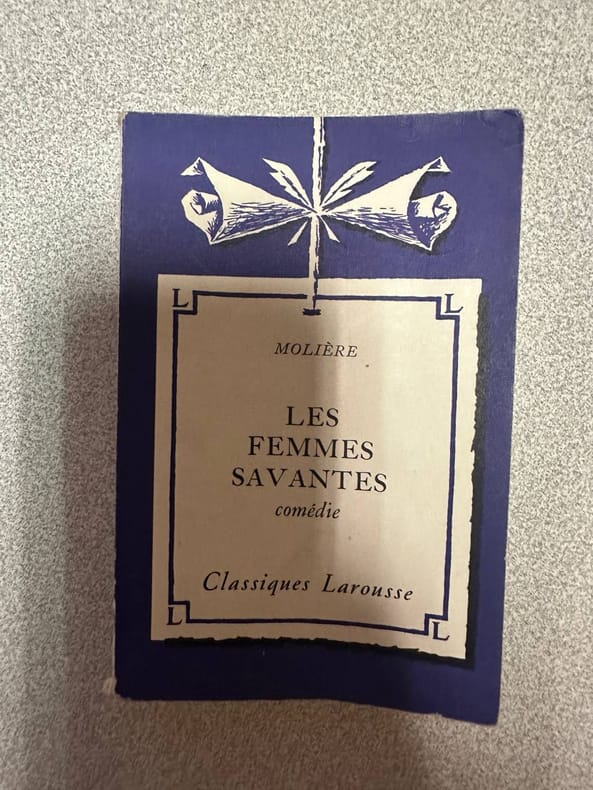 L L
MOLIÈRE
LES
FEMMES
SAVANTES
comédie
Classiques Larousse
L L